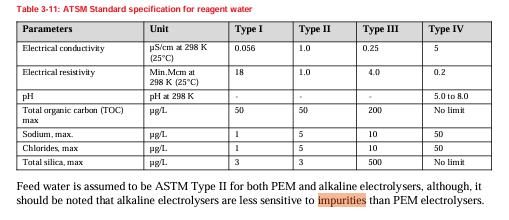 Table 3-11: ATSM Standard specification for reagent water
Parameters Unit Type I Type II Type III Type IV
Electrical conductivity µS/cm at 298 K (25°C) 0.056 1.0 0.25 5
Electrical resistivity Min.Mcm at 298 K (25°C) 18 1.0 4.0 0.2
pH pH at 298 K - - - 5.0 to 8.0
Total organic carbon (TOC) max µg/L 50 50 200 No limit
Sodium, max. µg/L 1 5 10 50
Chlorides, max µg/L 1 5 10 50
Total silica, max µg/L 3 3 500 No limit
Feed water is assumed to be ASTM Type II for both PEM and alkaline electrolysers, although, it
should be noted that alkaline electrolysers are less sensitive to impurities than PEM electrolysers.